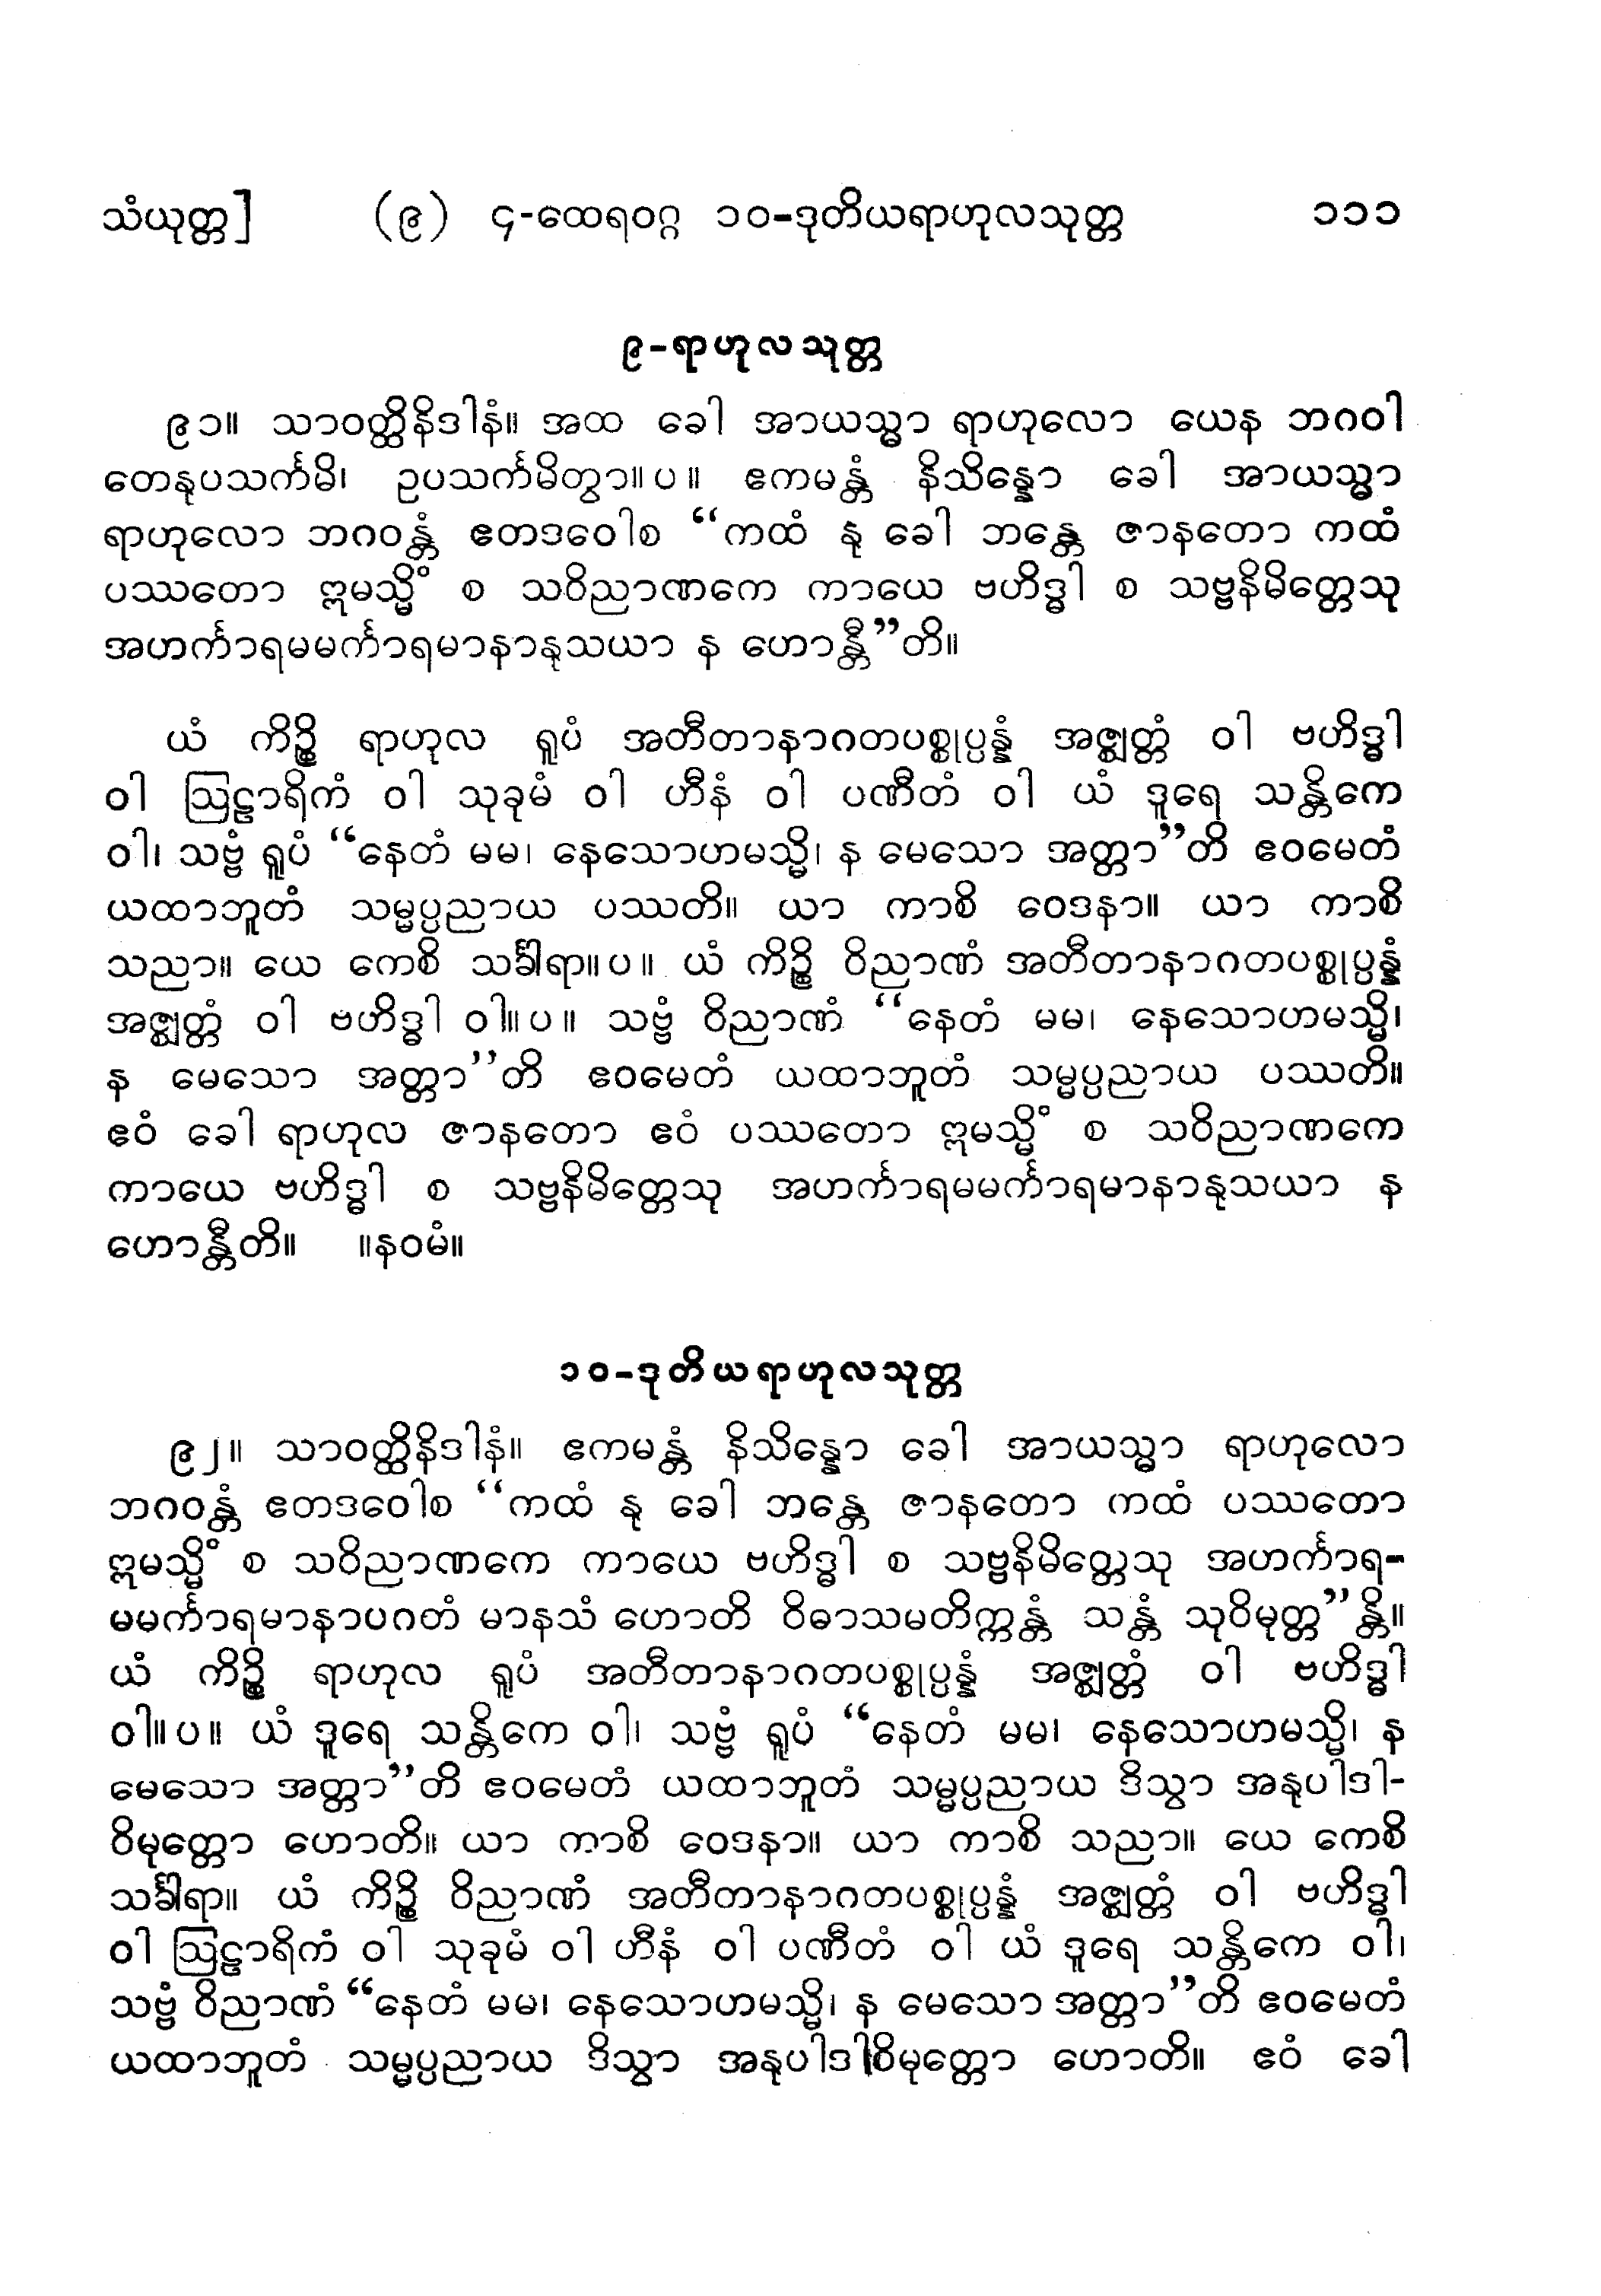 သံယုတ္တ] (၉) ၄-ထေရဝဂ္ဂ ၁၀-ဒုတိယရာဟုလသုတ္တ ၁၁၁
၉-ရာဟုလသုတ္တ
၉၁။ သာဝတ္ထိနိဒါနံ။ အထ ခေါ အာယသ္မာ ရာဟုလော ယေန ဘဂဝါ
တေနုပသင်္ကမိ၊ ဥပသင်္ကမိတွာ။ပ။ ဧကမန္တံ နိသိန္နော ခေါ အာယသ္မာ
ရာဟုလော ဘဂဝန္တံ ဧတဒဝေါစ “ကထံ နု ခေါ ဘန္တေ ဇာနတော ကထံ
ပဿတော ဣမသ္မိံ စ သဝိညာဏကေ ကာယေ ဗဟိဒ္ဓါ စ သဗ္ဗနိမိတ္တေသု
အဟင်္ကာရမမင်္ကာရမာနာနုသယာ န ဟောန္တီ”တိ။
ယံ ကိဉ္စိ ရာဟုလ ရူပံ အတီတာနာဂတပစ္စုပ္ပန္နံ အဇ္ဈတ္တံ ဝါ ဗဟိဒ္ဓါ
ဝါ ဩဠာရိကံ ဝါ သုခုမံ ဝါ ဟီနံ ဝါ ပဏီတံ ဝါ ယံ ဒူရေ သန္တိကေ
ဝါ၊ သဗ္ဗံ ရူပံ “နေတံ မမ၊ နေသောဟမသ္မိ၊ န မေသော အတ္တာ”တိ ဧဝမေတံ
ယထာဘူတံ သမ္မပ္ပညာယ ပဿတိ။ ယာ ကာစိ ဝေဒနာ။ ယာ ကာစိ
သညာ။ ယေ ကေစိ သင်္ခါရာ။ပ။ ယံ ကိဉ္စိ ဝိညာဏံ အတီတာနာဂတပစ္စုပ္ပန္နံ
အဇ္ဈတ္တံ ဝါ ဗဟိဒ္ဓါ ဝါ။ပ။ သဗ္ဗံ ဝိညာဏံ “နေတံ မမ၊ နေသောဟမသ္မိ၊
န မေသော အတ္တာ”တိ ဧဝမေတံ ယထာဘူတံ သမ္မပ္ပညာယ ပဿတိ။
ဧဝံ ခေါ ရာဟုလ ဇာနတော ဧဝံ ပဿတော ဣမသ္မိံ စ သဝိညာဏကေ
ကာယေ ဗဟိဒ္ဓါ စ သဗ္ဗနိမိတ္တေသု အဟင်္ကာရမမင်္ကာရမာနာနုသယာ န
ဟောန္တီတိ။ ။နဝမံ။
၁၀-ဒုတိယရာဟုလသုတ္တ
၉၂။ သာဝတ္ထိနိဒါနံ။ ဧကမန္တံ နိသိန္နော ခေါ အာယသ္မာ ရာဟုလော
ဘဂဝန္တံ ဧတဒဝေါစ “ကထံ နု ခေါ ဘန္တေ ဇာနတော ကထံ ပဿတော
ဣမသ္မိံ စ သဝိညာဏကေ ကာယေ ဗဟိဒ္ဓါ စ သဗ္ဗနိမိတ္တေသု အဟင်္ကာရ-
မမင်္ကာရမာနာပဂတံ မာနသံ ဟောတိ ဝိဓာသမတိက္ကန္တံ သန္တံ သုဝိမုတ္တ”န္တိ။
ယံ ကိဉ္စိ ရာဟုလ ရူပံ အတီတာနာဂတပစ္စုပ္ပန္နံ အဇ္ဈတ္တံ ဝါ ဗဟိဒ္ဓါ
ဝါ။ပ။ ယံ ဒူရေ သန္တိကေ ဝါ၊ သဗ္ဗံ ရူပံ “နေတံ မမ၊ နေသောဟမသ္မိ၊ န
မေသော အတ္တာ”တိ ဧဝမေတံ ယထာဘူတံ သမ္မပ္ပညာယ ဒိသွာ အနုပါဒါ-
ဝိမုတ္တော ဟောတိ။ ယာ ကာစိ ဝေဒနာ။ ယာ ကာစိ သညာ။ ယေ ကေစိ
သင်္ခါရာ။ ယံ ကိဉ္စိ ဝိညာဏံ အတီတာနာဂတပစ္စုပ္ပန္နံ အဇ္ဈတ္တံ ဝါ ဗဟိဒ္ဓါ
ဝါ ဩဠာရိကံ ဝါ သုခုမံ ဝါ ဟီနံ ဝါ ပဏီတံ ဝါ ယံ ဒူရေ သန္တိကေ ဝါ၊
သဗ္ဗံ ဝိညာဏံ “နေတံ မမ၊ နေသောဟမသ္မိ၊ န မေသော အတ္တာ”တိ ဧဝမေတံ
ယထာဘူတံ သမ္မပ္ပညာယ ဒိသွာ အနုပါဒါဝိမုတ္တော ဟောတိ။ ဧဝံ ခေါ